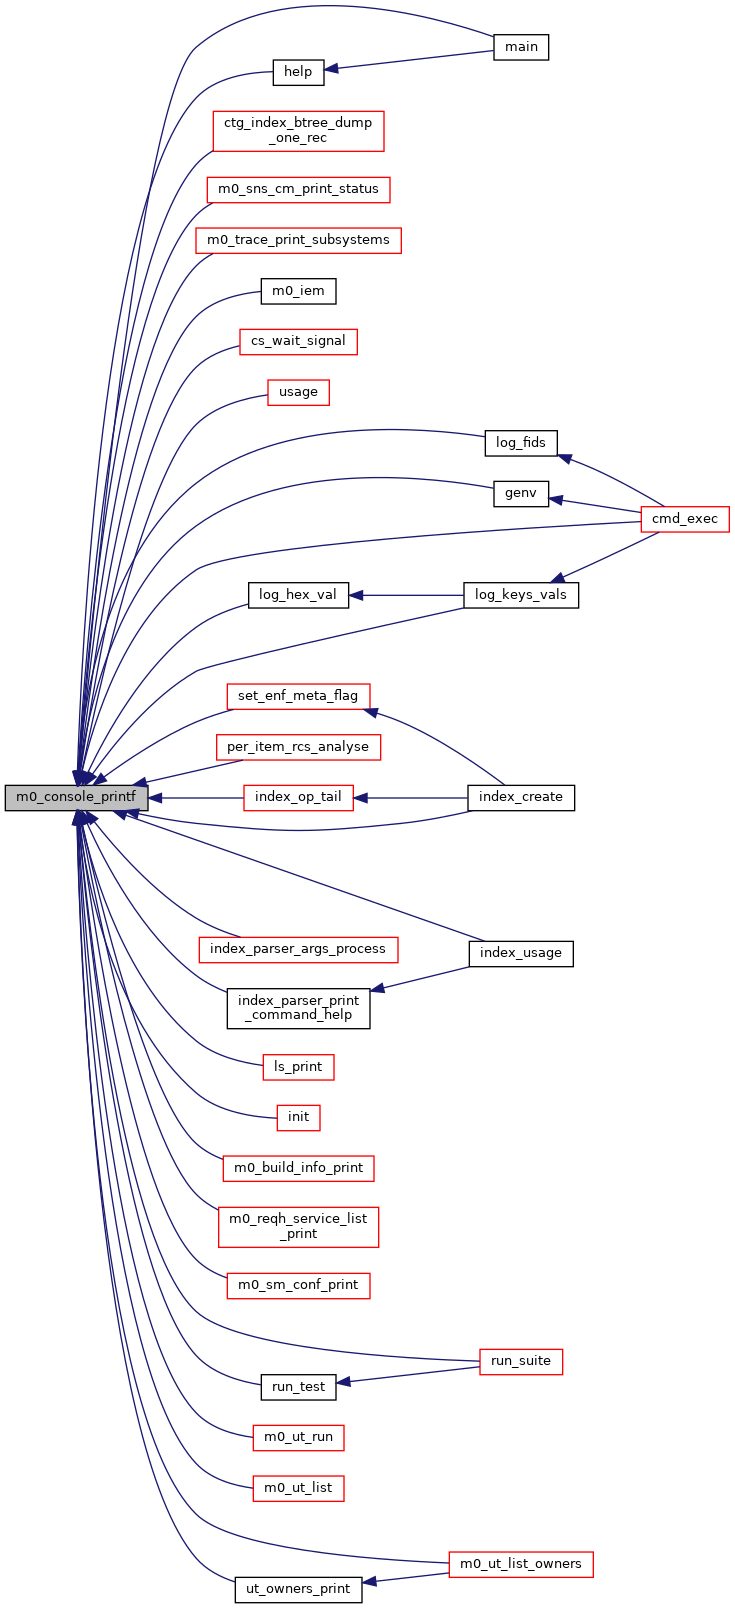 main
help
ctg_index_btree_dump
_one_rec
m0_sns_cm_print_status
m0_trace_print_subsystems
m0_iem
cs_wait_signal
usage
log_fids
genv
cmd_exec
log_hex_val
log_keys_vals
set_enf_meta_flag
per_item_rcs_analyse
m0_console_printf
index_op_tail
index_create
index_parser_args_process
index_usage
index_parser_print
_command_help
ls_print
init
m0_build_info_print
m0_reqh_service_list
_print
m0_sm_conf_print
run_suite
run_test
m0_ut_run
m0_ut_list
m0_ut_list_owners
ut_owners_print